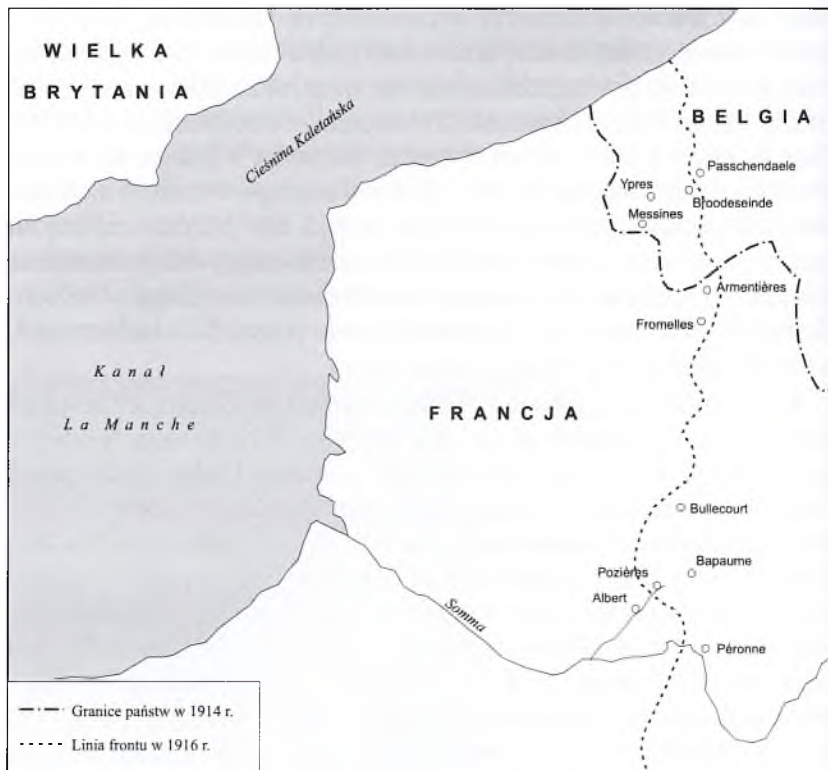 WIELKA
BRYTANIA
Cieśnina Kaletańska
BELGIA
Passchendaele
Ypres
Broodeseinde
Messines
Armentières
Fromelles
Kanał
La Manche
FRANCJA
Bullecourt
Bapaume
Pozières
Albert
Somma
Péronne
Granice państw w 1914 r.
Linia frontu w 1916 r.